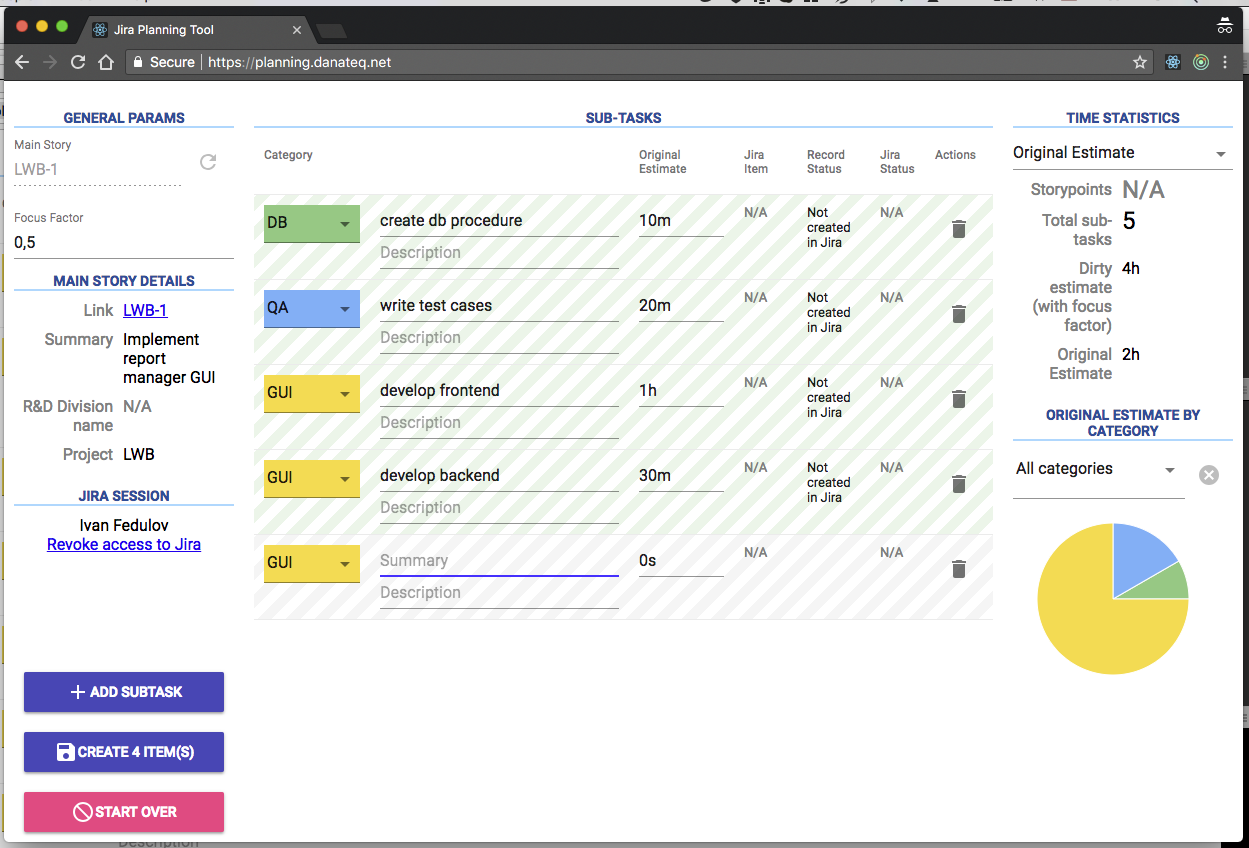 Jira Planning Tool
Secure
https://planning.danateq.net
GENERAL PARAMS
Main Story
LWB-1
Focus Factor
0,5
MAIN STORY DETAILS
Link LWB-1
Summary Implement
report
manager GUI
R&D Division N/A
name
Project LWB
JIRA SESSION
Ivan Fedulov
Revoke access to Jira
ADD SUBTASK
CREATE 4 ITEM(S)
START OVER
SUB-TASKS
Category
Original
Estimate
Jira
Item
Record
Status
Jira
Status
Actions
DB
create db procedure
Description
10m
N/A
Not
created
in Jira
N/A
QA
write test cases
Description
20m
N/A
Not
created
in Jira
N/A
GUI
develop frontend
Description
1h
N/A
Not
created
in Jira
N/A
GUI
develop backend
Description
30m
N/A
Not
created
in Jira
N/A
GUI
Summary
Description
0s
N/A
N/A
TIME STATISTICS
Original Estimate
Storypoints N/A
Total sub- 5
tasks
Dirty 4h
estimate
(with focus
factor)
Original 2h
Estimate
ORIGINAL ESTIMATE BY
CATEGORY
All categories
Description